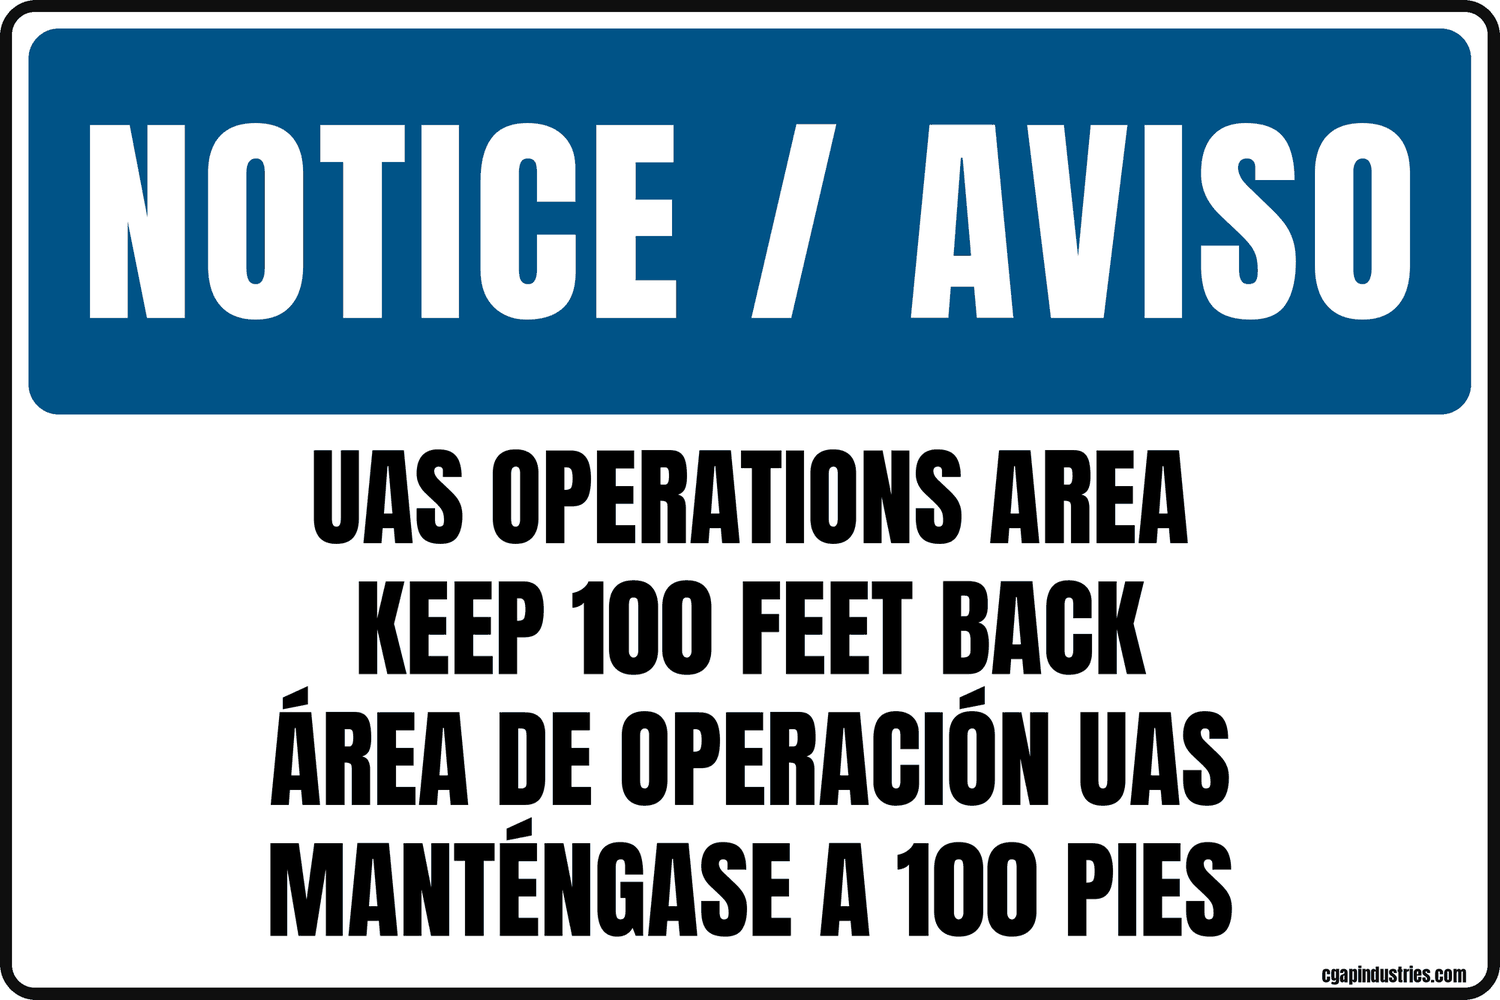 NOTICE / AVISO
UAS OPERATIONS AREA
KEEP 100 FEET BACK
ÁREA DE OPERACIÓN UAS
MANTÉNGASE A 100 PIES
cgapindustries.com